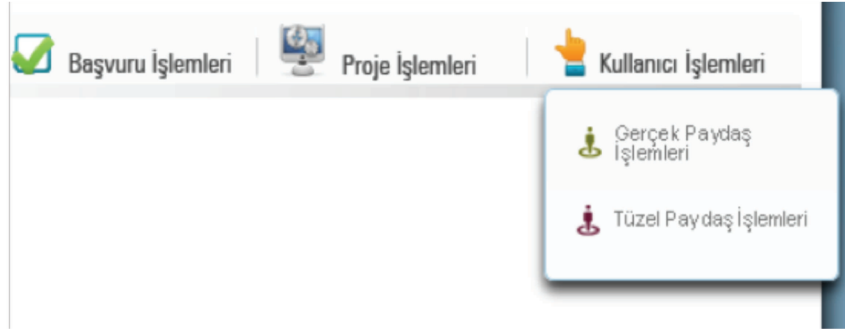 Başvuru İşlemleri
Proje İşlemleri
Kullanıcı İşlemleri
Gerçek Paydaş
İşlemleri
Tüzel Paydaş İşlemleri